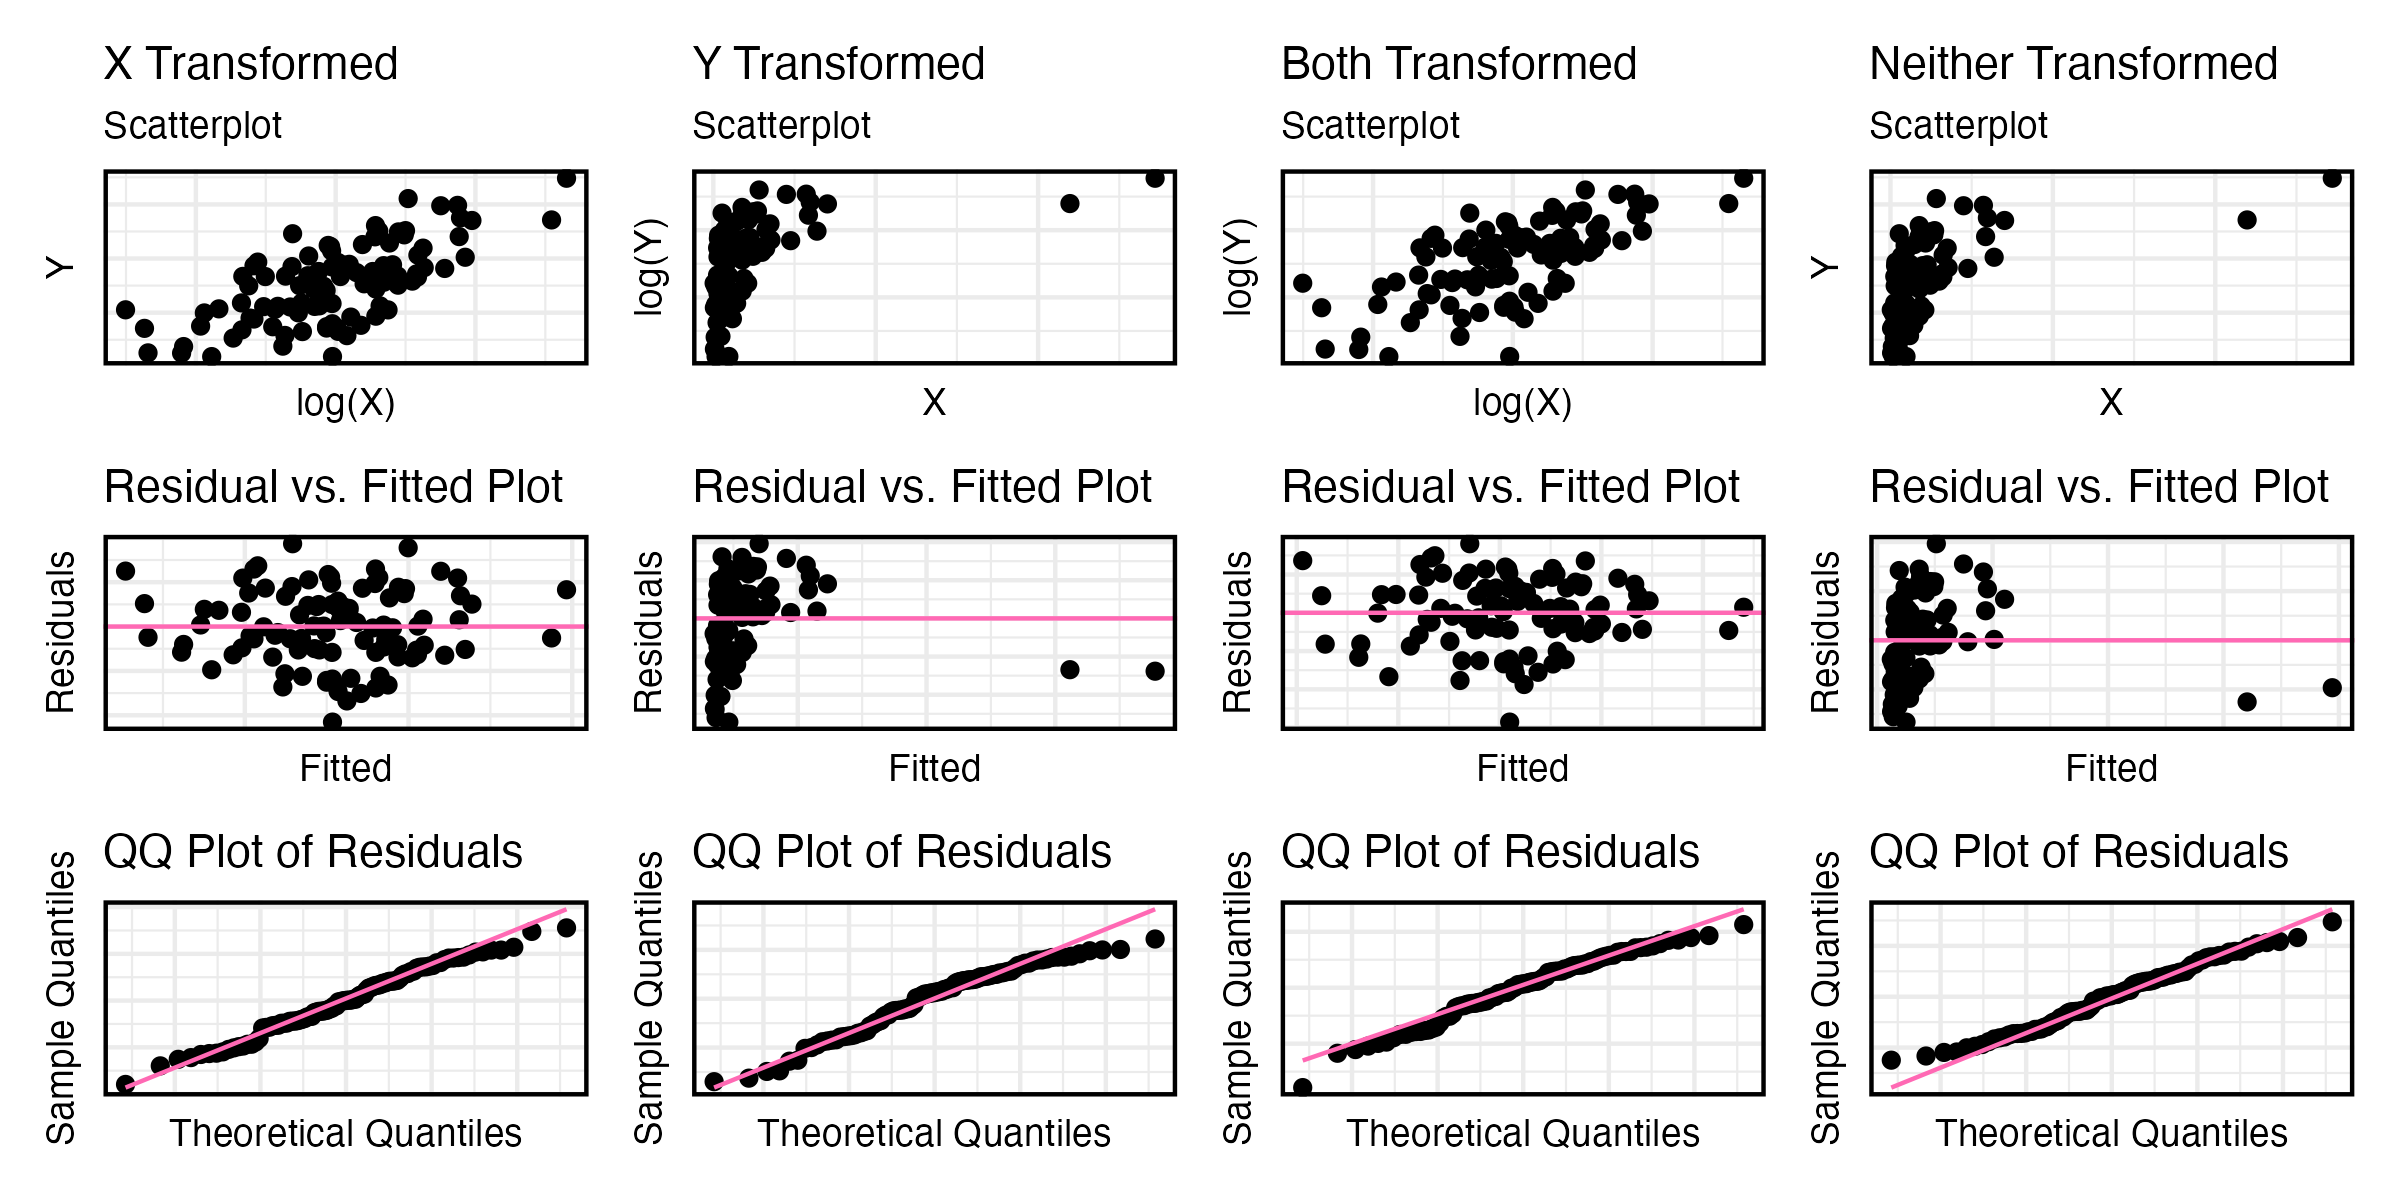 X Transformed
Y Transformed
Both Transformed
Neither Transformed
Scatterplot
Scatterplot
Scatterplot
Scatterplot
Y
log(Y)
log(Y)
Y
log(X)
X
log(X)
X
Residual vs. Fitted Plot
Residual vs. Fitted Plot
Residual vs. Fitted Plot
Residual vs. Fitted Plot
Residuals
Residuals
Residuals
Residuals
Fitted
Fitted
Fitted
Fitted
QQ Plot of Residuals
QQ Plot of Residuals
QQ Plot of Residuals
QQ Plot of Residuals
Sample Quantiles
Sample Quantiles
Sample Quantiles
Sample Quantiles
Theoretical Quantiles
Theoretical Quantiles
Theoretical Quantiles
Theoretical Quantiles